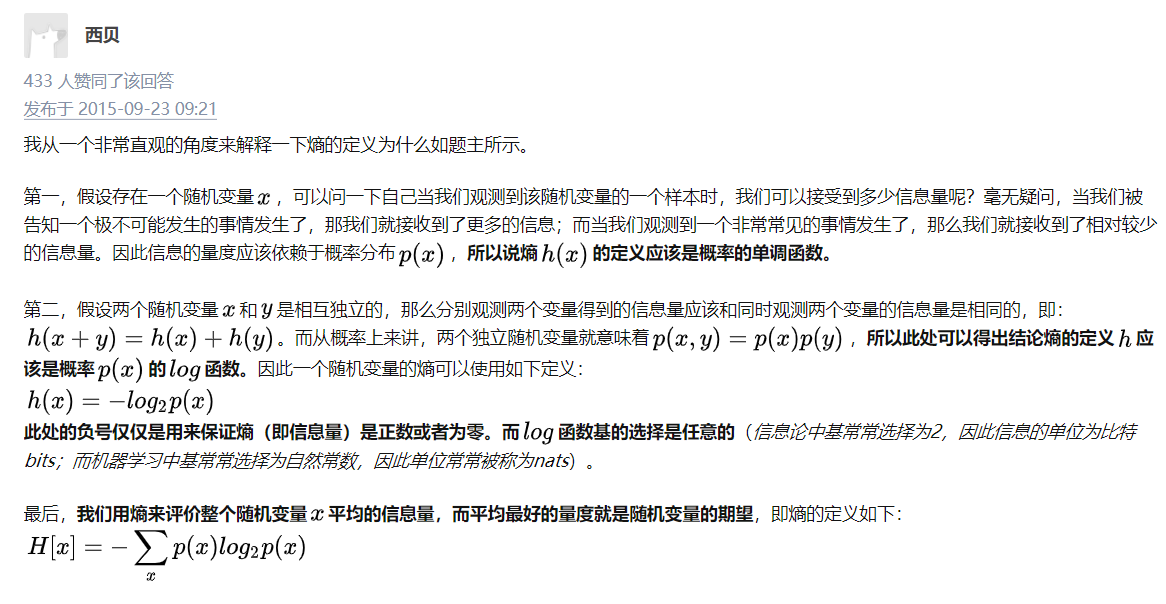 西贝
433 人赞同了该回答
发布于 2015-09-23 09:21
我从一个非常直观的角度来解释一下熵的定义为什么如题主所示。
第一，假设存在一个随机变量 x ，可以问一下自己当我们观测到该随机变量的一个样本时，我们可以接受到多少信息量呢？毫无疑问，当我们被
告知一个极不可能发生的事情发生了，那我们就接收到了更多的信息；而当我们观测到一个非常常见的事情发生了，那么我们就接收到了相对较少
的信息量。因此信息的量度应该依赖于概率分布 p(x) ，所以说熵 h(x) 的定义应该是概率的单调函数。
第二，假设两个随机变量 x 和 y 是相互独立的，那么分别观测两个变量得到的信息量应该和同时观测两个变量的信息量是相同的，即：
h(x + y) = h(x) + h(y) 。而从概率上来讲，两个独立随机变量就意味着 p(x, y) = p(x)p(y) ，所以此处可以得出结论熵的定义 h 应
该是概率 p(x) 的 log 函数。因此一个随机变量的熵可以使用如下定义：
h(x) = −log₂p(x)
此处的负号仅仅是用来保证熵（即信息量）是正数或者为零。而 log 函数基的选择是任意的（信息论中基常常选择为2，因此信息的单位为比特
bits；而机器学习中基常常选择为自然常数，因此单位常常被称为nats）。
最后，我们用熵来评价整个随机变量 x 平均的信息量，而平均最好的量度就是随机变量的期望，即熵的定义如下：
H[x] = − ∑ₓ p(x)log₂p(x)